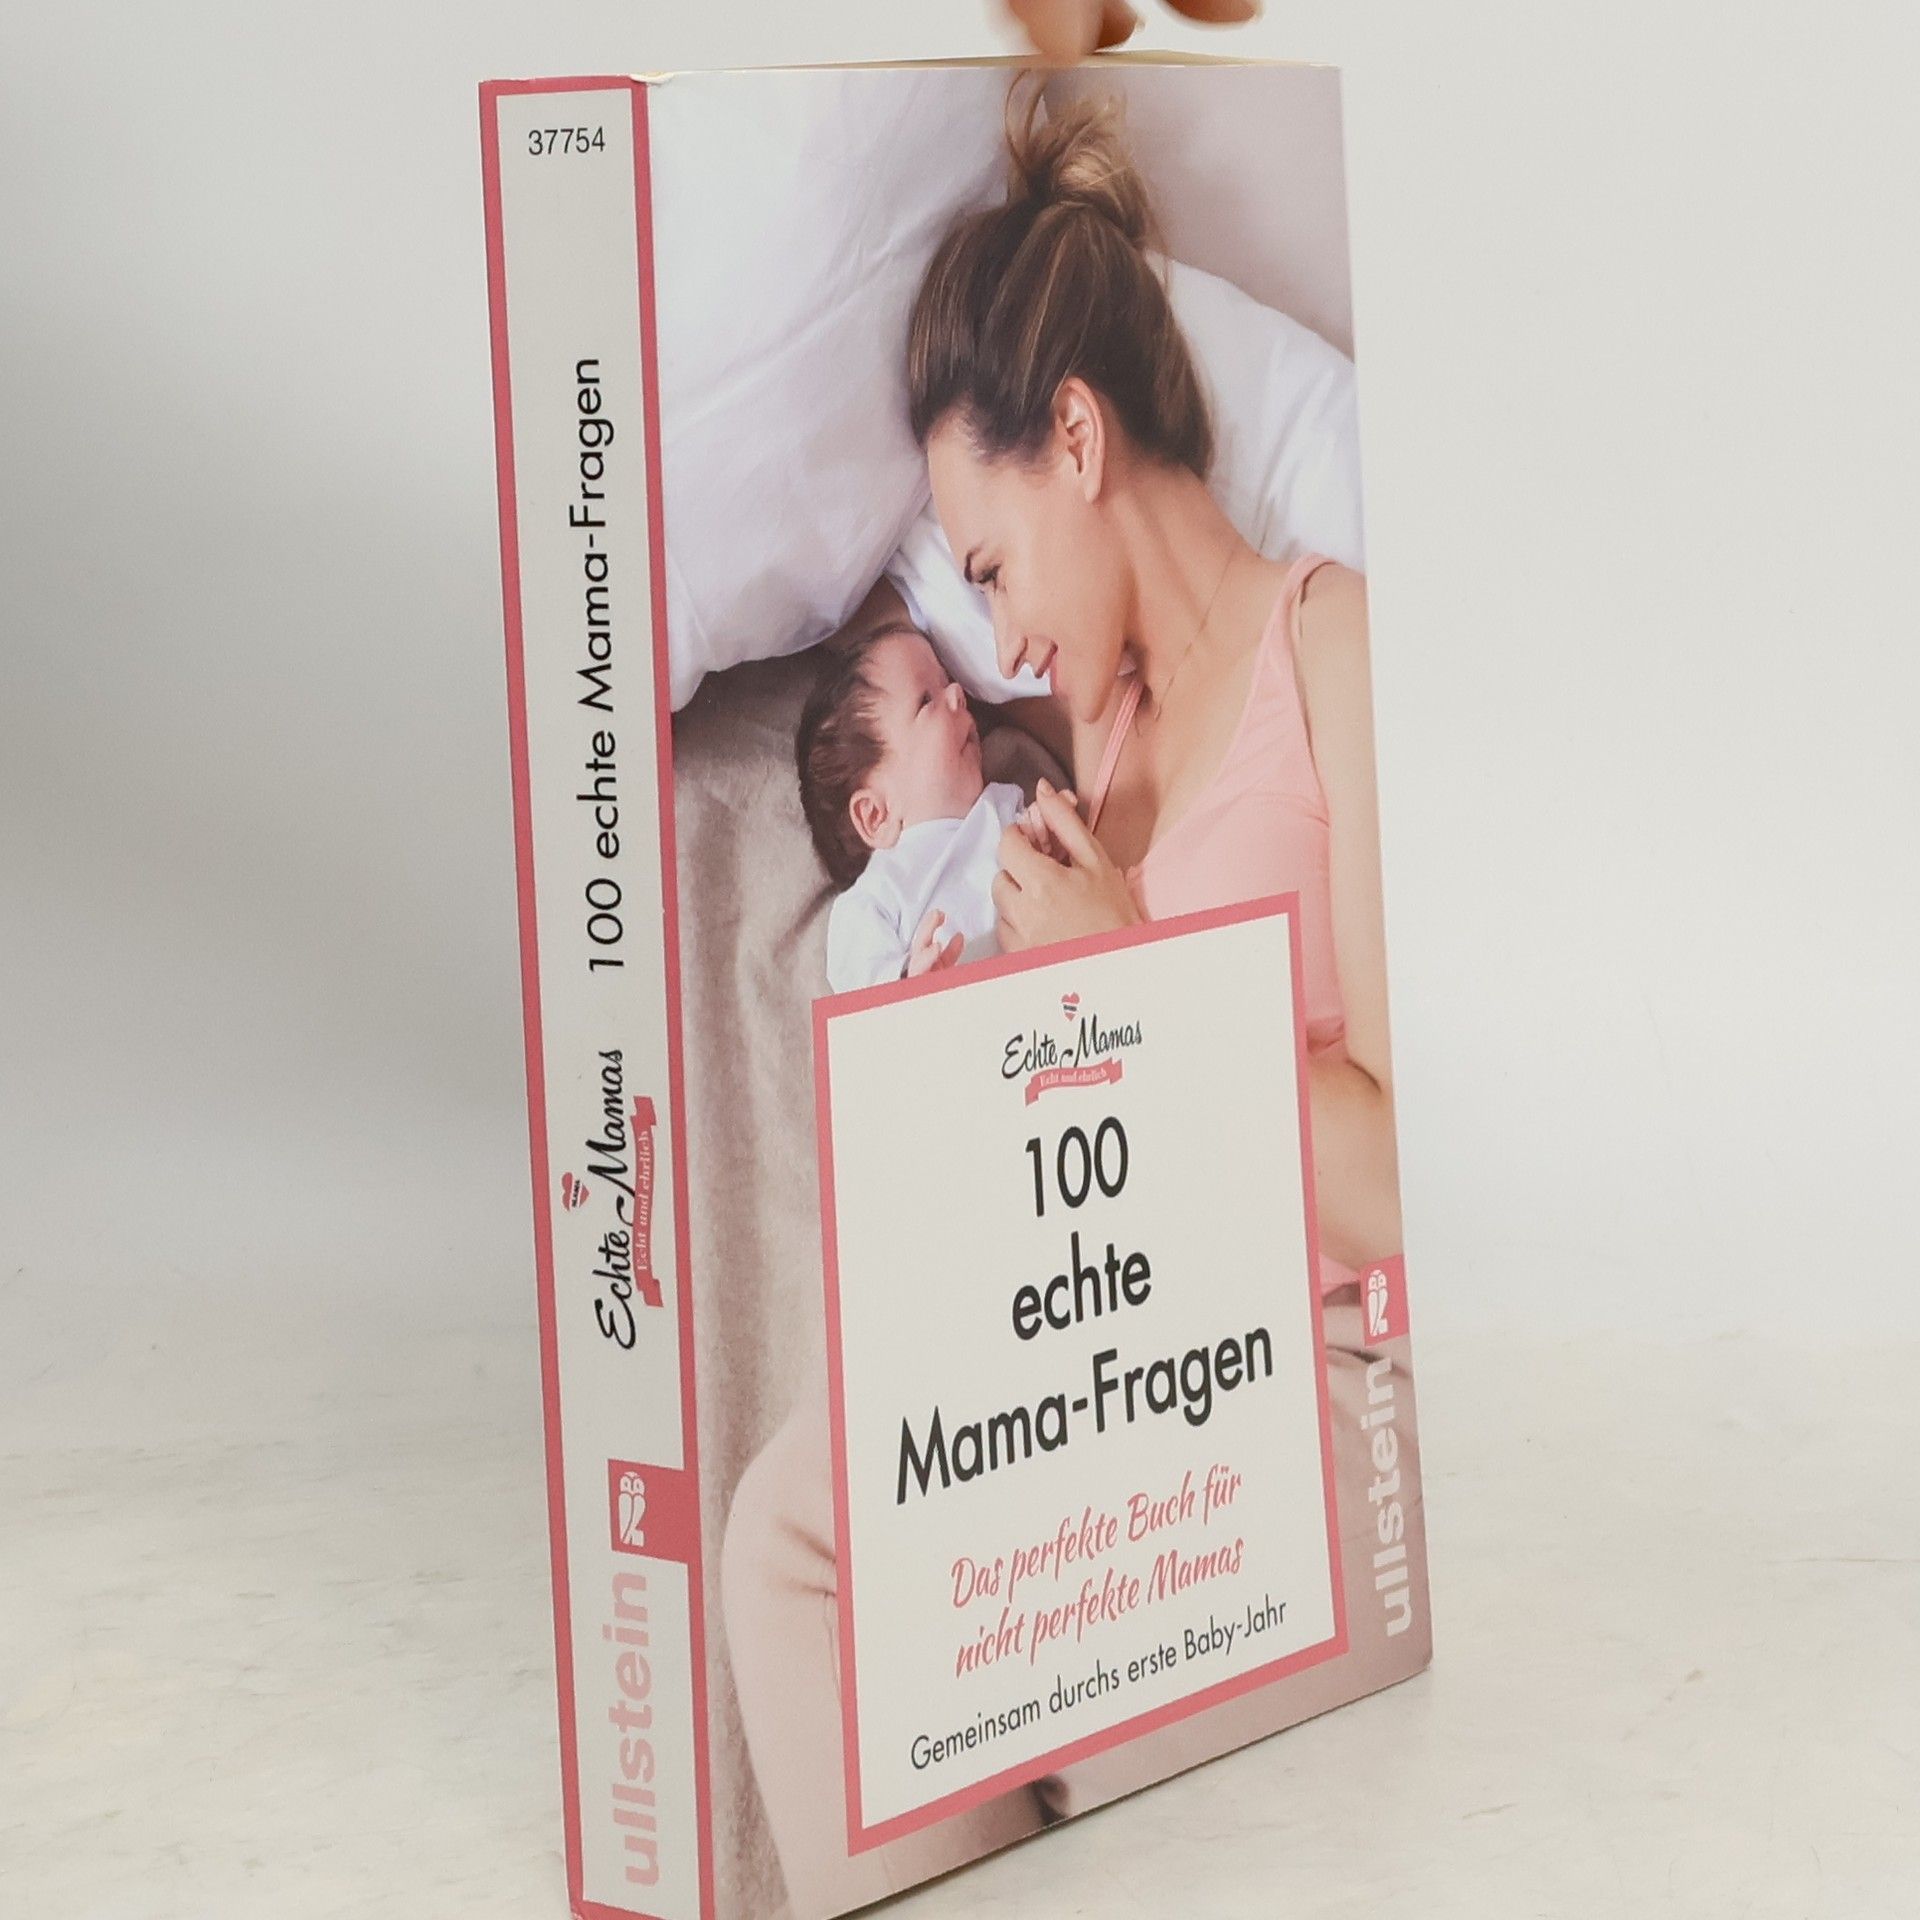 37754
100 echte Mama-Fragen
MAMA
Echte Mamas
Echt und ehrlich
ullstein
Echte Mamas
Echt und ehrlich
100
echte
Mama-Fragen
Das perfekte Buch für
nicht perfekte Mamas
Gemeinsam durchs erste Baby-Jahr
ullstein